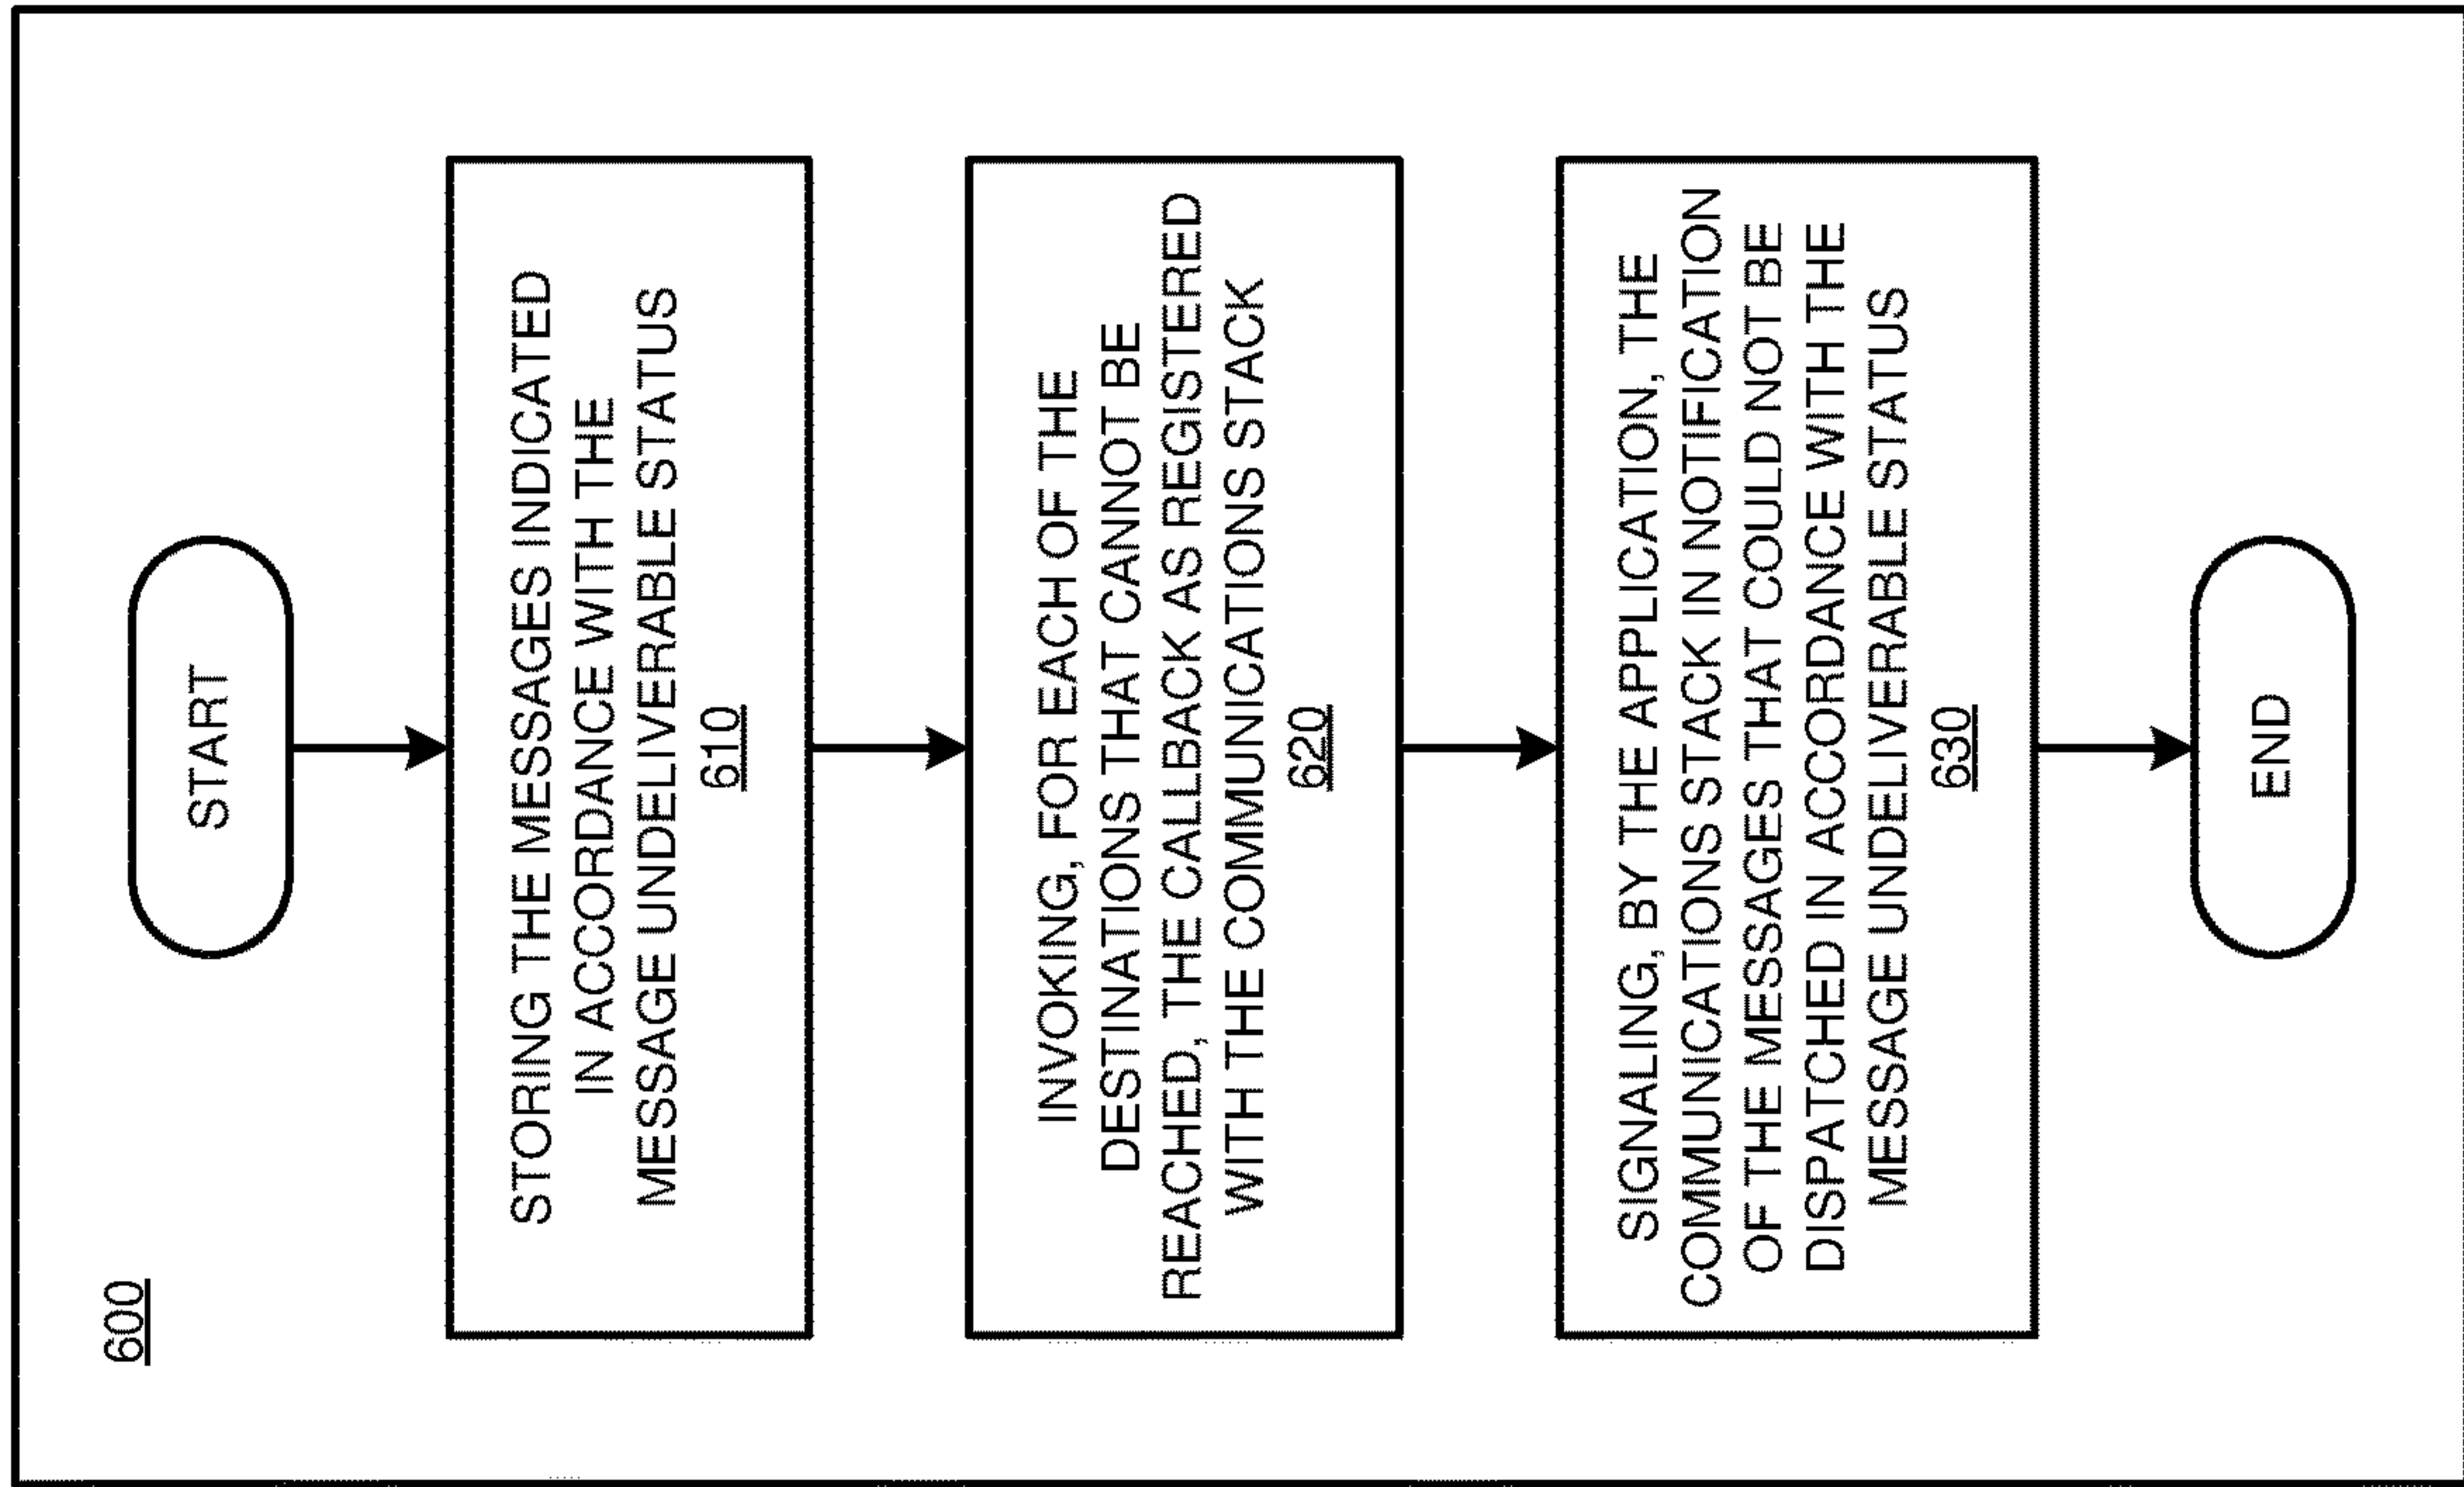 600
START
STORING THE MESSAGES INDICATED
IN ACCORDANCE WITH THE
MESSAGE UNDELIVERABLE STATUS
610
INVOKING, FOR EACH OF THE
DESTINATIONS THAT CANNOT BE
REACHED, THE CALLBACK AS REGISTERED
WITH THE COMMUNICATIONS STACK
620
SIGNALING, BY THE APPLICATION, THE
COMMUNICATIONS STACK IN NOTIFICATION
OF THE MESSAGES THAT COULD NOT BE
DISPATCHED IN ACCORDANCE WITH THE
MESSAGE UNDELIVERABLE STATUS
630
END